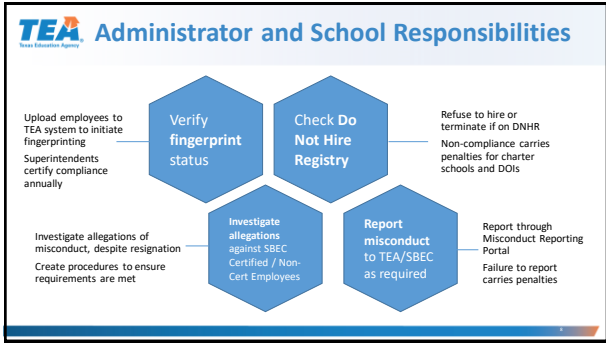 TEA
Texas Education Agency
Administrator and School Responsibilities
Upload employees to
TEA system to initiate
fingerprinting
Superintendents
certify compliance
annually
Verify
fingerprint
status
Check Do
Not Hire
Registry
Refuse to hire or
terminate if on DNHR
Non-compliance carries
penalties for charter
schools and DOIs
Investigate allegations of
misconduct, despite resignation
Create procedures to ensure
requirements are met
Investigate
allegations
against SBEC
Certified / Non-
Cert Employees
Report
misconduct
to TEA/SBEC
as required
Report through
Misconduct Reporting
Portal
Failure to report
carries penalties